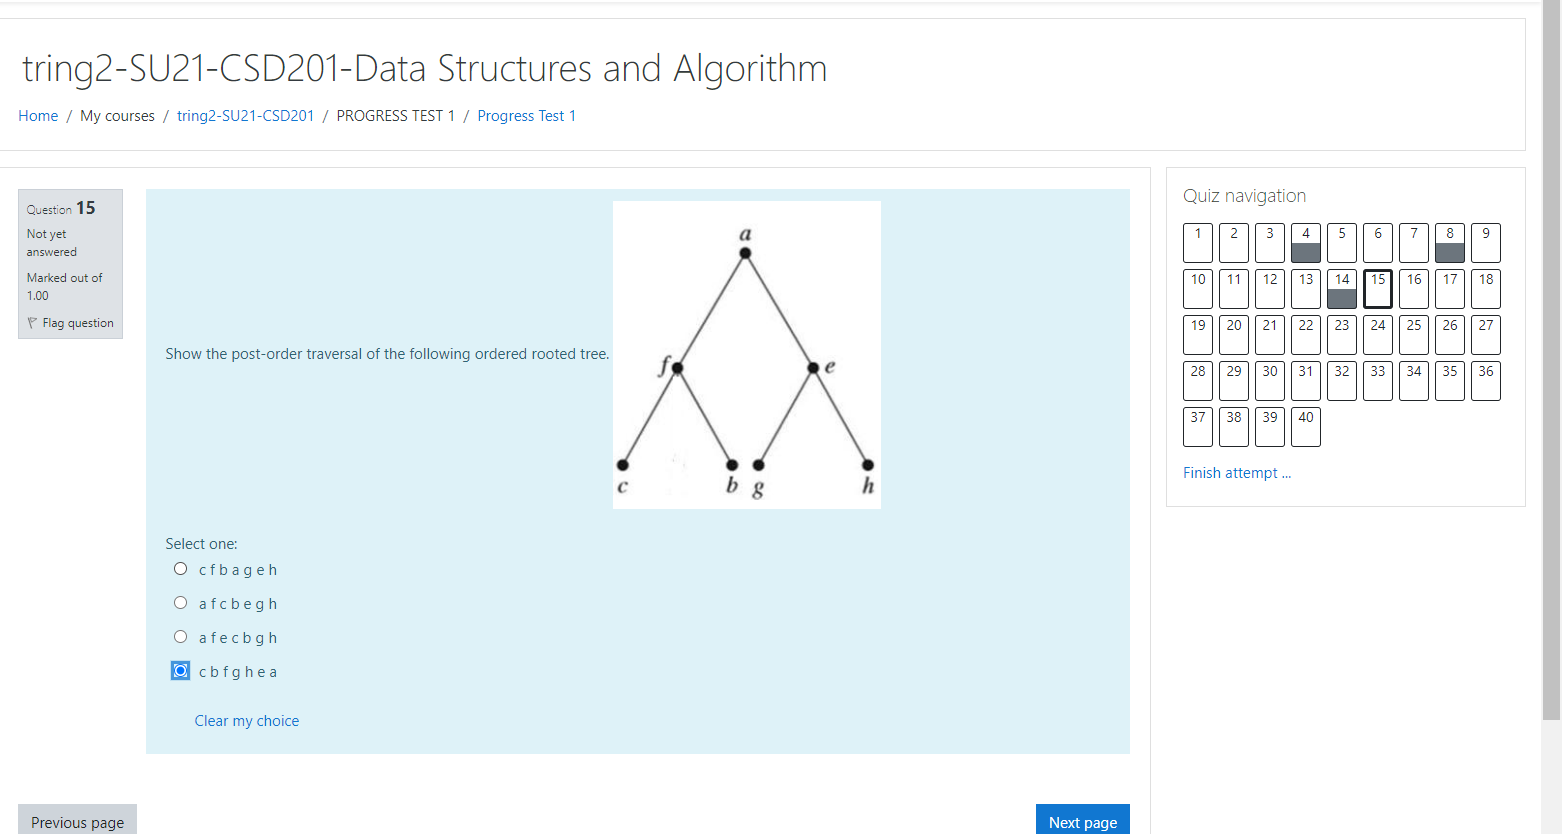 tring2-SU21-CSD201-Data Structures and Algorithm
Home / My courses / tring2-SU21-CSD201 / PROGRESS TEST 1 / Progress Test 1
Question 15
Not yet
answered
Marked out of
1.00
Flag question
Show the post-order traversal of the following ordered rooted tree.
a
f
e
c
b
g
h
Select one:
c f b a g e h
a f c b e g h
a f e c b g h
c b f g h e a
Clear my choice
Previous page
Next page
Quiz navigation
1 2 3 4 5 6 7 8 9
10 11 12 13 14 15 16 17 18
19 20 21 22 23 24 25 26 27
28 29 30 31 32 33 34 35 36
37 38 39 40
Finish attempt ...